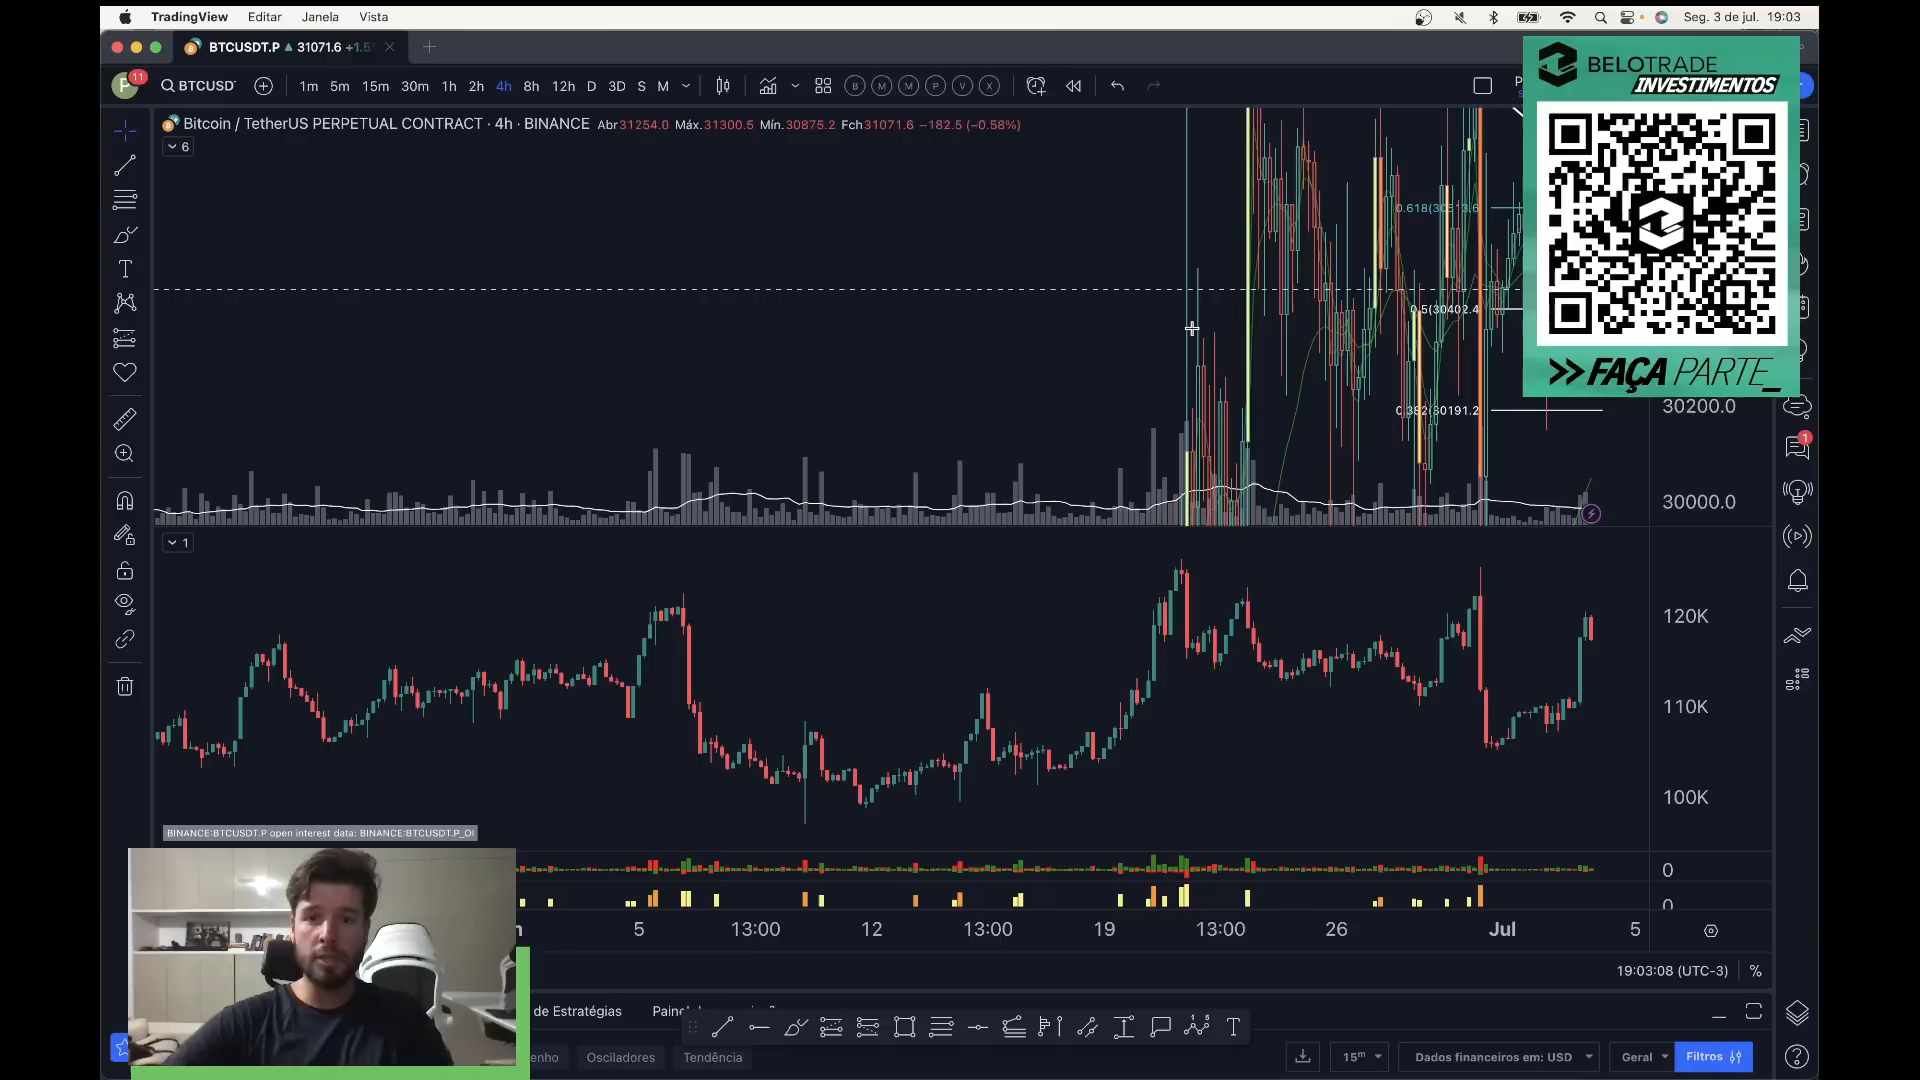 TradingView Editar Janela Vista Seg. 3 de jul. 19:03
BTCUSDT.P ▲ 31071.6 +1.5
P 11 BTCUSD 1m 5m 15m 30m 1h 2h 4h 8h 12h D 3D S M B M M P V X
BELOTRADE
INVESTIMENTOS
Bitcoin / TetherUS PERPETUAL CONTRACT · 4h · BINANCE Abr31254.0 Máx.31300.5 Mín.30875.2 Fch31071.6 −182.5 (−0.58%)
6
0.5(30402.4
>>FAÇA PARTE_
0.382(30191.2
30200.0
1
30000.0
1
120K
110K
100K
BINANCE:BTCUSDT.P open interest data: BINANCE:BTCUSDT.P_OI
0
0
5 13:00 12 13:00 19 13:00 26 Jul 5
19:03:08 (UTC-3) %
de Estratégias
T
Osciladores Tendência 15m Dados financeiros em: USD Geral Filtros